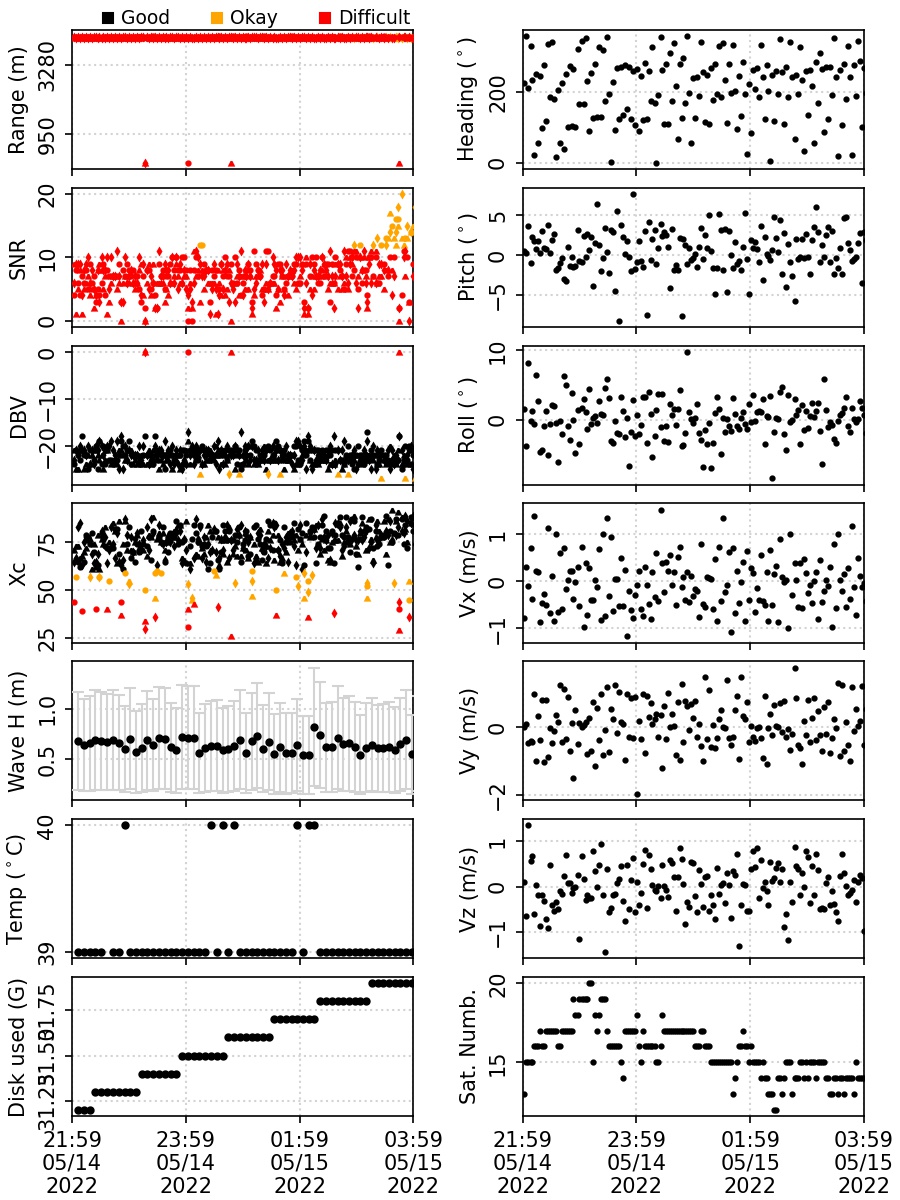 Good Okay Difficult
Range (m)
3280
950
Heading (°)
200
0
SNR
20
10
0
Pitch (°)
5
0
−5
DBV
0
−10
−20
Roll (°)
10
0
Xc
75
50
25
Vx (m/s)
1
0
−1
Wave H (m)
1.0
0.5
Vy (m/s)
0
−2
Temp (°C)
40
39
Vz (m/s)
1
0
−1
Disk used (G)
31.75
31.50
31.25
Sat. Numb.
20
15
21:59 23:59 01:59 03:59
05/14 05/14 05/15 05/15
2022 2022 2022 2022
21:59 23:59 01:59 03:59
05/14 05/14 05/15 05/15
2022 2022 2022 2022